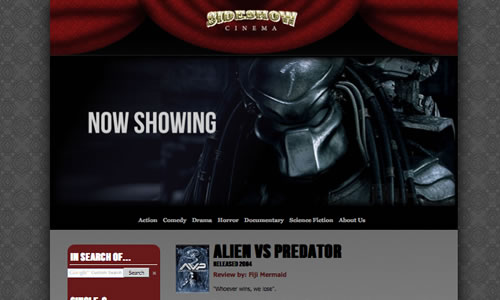 SIDESHOW
CINEMA
NOW SHOWING
Action Comedy Drama Horror Documentary Science Fiction About Us
IN SEARCH OF...
Google™ Custom Search Search
ALIEN VS PREDATOR
RELEASED 2004
Review by: Fiji Mermaid
"Whoever wins, we lose".
AVP